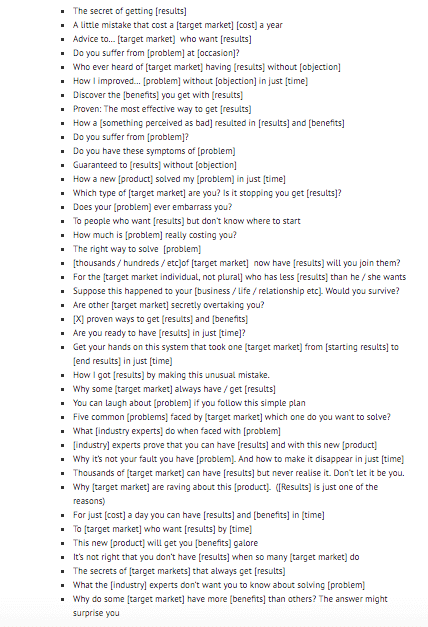 The secret of getting [results]
A little mistake that cost a [target market] [cost] a year
Advice to... [target market]  who want [results]
Do you suffer from [problem] at [occasion]?
Who ever heard of [target market] having [results] without [objection]
How I improved... [problem] without [objection] in just [time]
Discover the [benefits] you get with [results]
Proven: The most effective way to get [results]
How a [something perceived as bad] resulted in [results] and [benefits]
Do you suffer from [problem]?
Do you have these symptoms of [problem]
Guaranteed to [results] without [objection]
How a new [product] solved my [problem] in just [time]
Which type of [target market] are you? Is it stopping you get [results]?
Does your [problem] ever embarrass you?
To people who want [results] but don't know where to start
How much is [problem] really costing you?
The right way to solve  [problem]
[thousands / hundreds / etc]of [target market]  now have [results] will you join them?
For the [target market individual, not plural] who has less [results] than he / she wants
Suppose this happened to your [business / life / relationship etc]. Would you survive?
Are other [target market] secretly overtaking you?
[X] proven ways to get [results] and [benefits]
Are you ready to have [results] in just [time]?
Get your hands on this system that took one [target market] from [starting results] to
[end results] in just [time]
How I got [results] by making this unusual mistake.
Why some [target market] always have / get [results]
You can laugh about [problem] if you follow this simple plan
Five common [problems] faced by [target market] which one do you want to solve?
What [industry experts] do when faced with [problem]
[industry] experts prove that you can have [results] and with this new [product]
Why it's not your fault you have [problem]. And how to make it disappear in just [time]
Thousands of [target market] can have [results] but never realise it. Don't let it be you.
Why [target market] are raving about this [product].  ([Results] is just one of the
reasons)
For just [cost] a day you can have [results] and [benefits] in [time]
To [target market] who want [results] by [time]
This new [product] will get you [benefits] galore
It's not right that you don't have [results] when so many [target market] do
The secrets of [target markets] that always get [results]
What the [industry] experts don't want you to know about solving [problem]
Why do some [target market] have more [benefits] than others? The answer might
surprise you